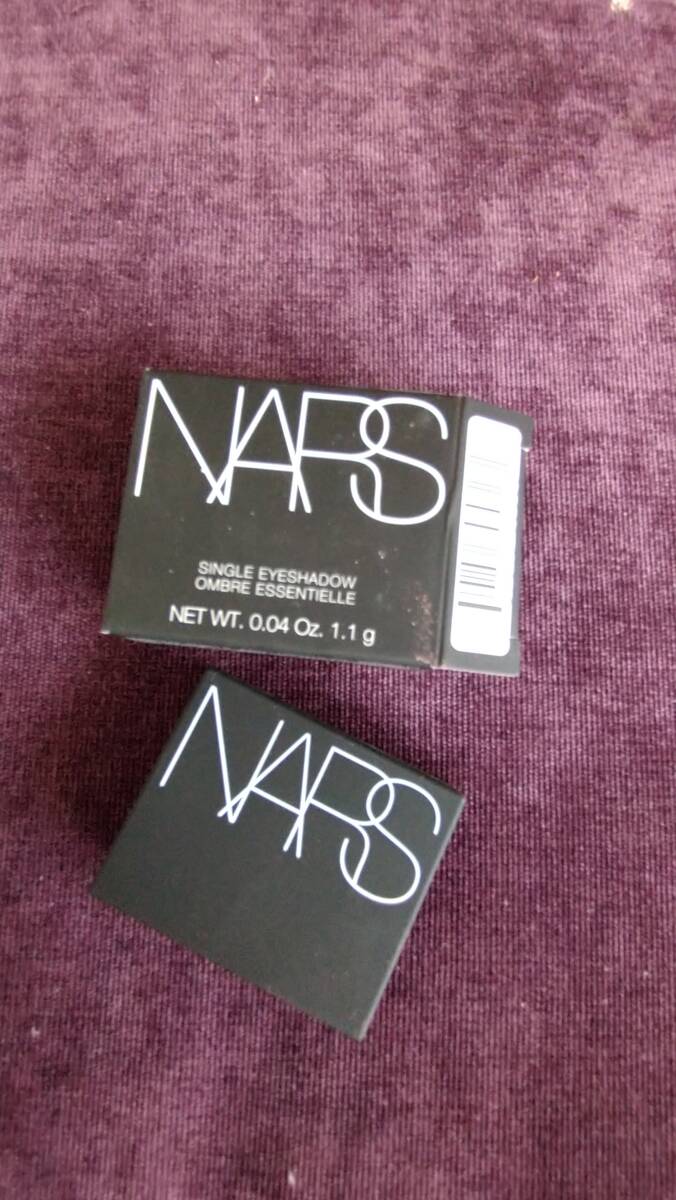 NARS
SINGLE EYESHADOW
OMBRE ESSENTIELLE
NET WT. 0.04 Oz. 1.1 g
NARS